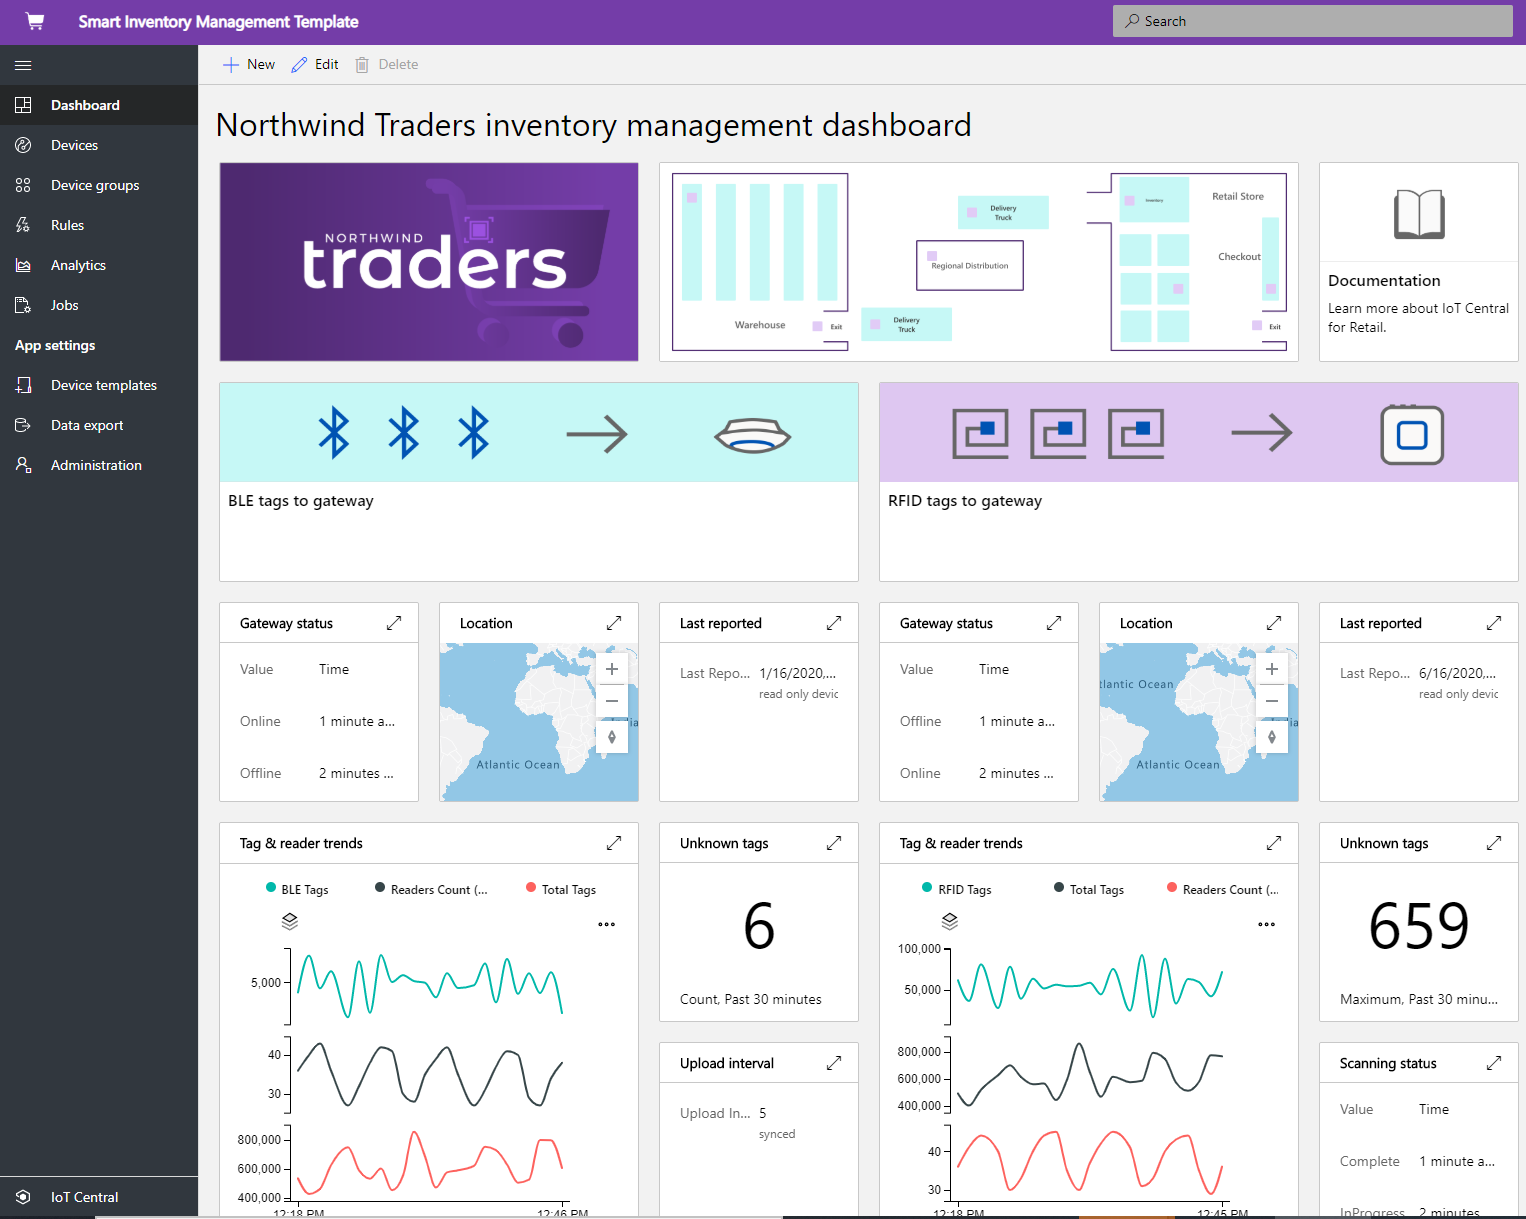 Smart Inventory Management Template
Search
New
Edit
Delete
Dashboard
Devices
Device groups
Rules
Analytics
Jobs
App settings
Device templates
Data export
Administration
IoT Central
Northwind Traders inventory management dashboard
NORTHWIND
traders
Warehouse
Exit
Delivery
Truck
Regional Distribution
Delivery
Truck
Inventory
Retail Store
Checkout
Exit
Documentation
Learn more about IoT Central
for Retail.
BLE tags to gateway
RFID tags to gateway
Gateway status
Value Time
Online 1 minute a...
Offline 2 minutes ...
Location
Atlantic Ocean
Last reported
Last Repo... 1/16/2020,...
read only devic
Gateway status
Value Time
Offline 1 minute a...
Online 2 minutes ...
Location
tlantic Ocean
Atlantic Ocean
Last reported
Last Repo... 6/16/2020,...
read only devic
Tag & reader trends
BLE Tags Readers Count (... Total Tags
5,000
40
30
800,000
600,000
400,000
12:18 PM 12:46 PM
Unknown tags
6
Count, Past 30 minutes
Upload interval
Upload In... 5
synced
Tag & reader trends
RFID Tags Total Tags Readers Count (...
100,000
50,000
800,000
600,000
400,000
40
30
12:18 PM 12:45 PM
Unknown tags
659
Maximum, Past 30 minu...
Scanning status
Value Time
Complete 1 minute a...
InProgress 2 minutes